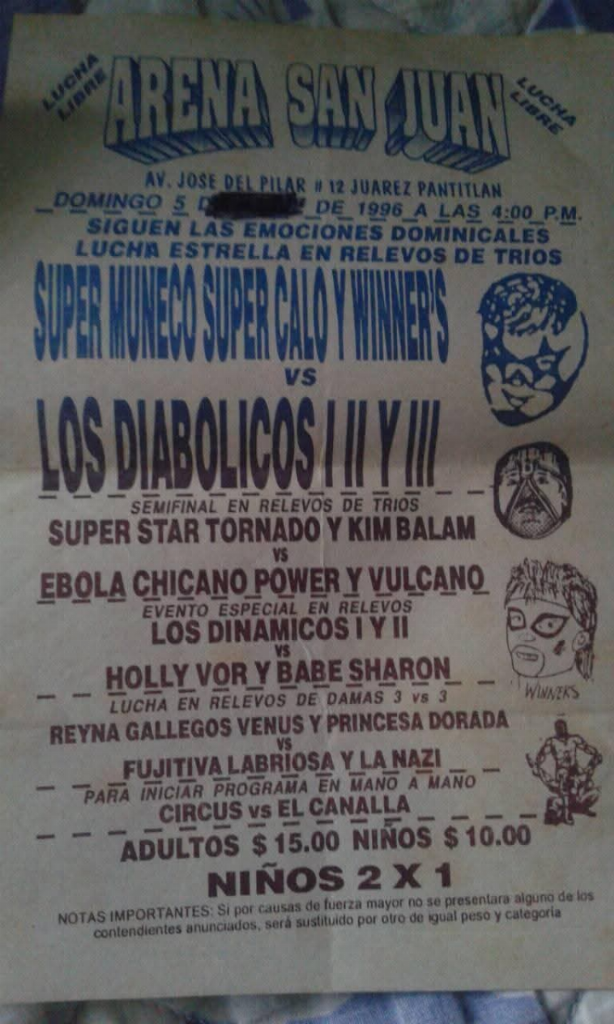 LUCHA LIBRE
ARENA SAN JUAN
LUCHA LIBRE
AV. JOSE DEL PILAR # 12 JUAREZ PANTITLAN
DOMINGO 5 D DE 1996 A LAS 4:00 P.M.
SIGUEN LAS EMOCIONES DOMINICALES
LUCHA ESTRELLA EN RELEVOS DE TRIOS
SUPER MUNECO SUPER CALO Y WINNER'S
VS
LOS DIABOLICOS I II Y III
SEMIFINAL EN RELEVOS DE TRIOS
SUPER STAR TORNADO Y KIM BALAM
VS
EBOLA CHICANO POWER Y VULCANO
EVENTO ESPECIAL EN RELEVOS
LOS DINAMICOS I Y II
VS
HOLLY VOR Y BABE SHARON
WINNERS
LUCHA EN RELEVOS DE DAMAS 3 vs 3
REYNA GALLEGOS VENUS Y PRINCESA DORADA
VS
FUJITIVA LABRIOSA Y LA NAZI
PARA INICIAR PROGRAMA EN MANO A MANO
CIRCUS vs EL CANALLA
ADULTOS $ 15.00 NIÑOS $ 10.00
NIÑOS 2 X 1
NOTAS IMPORTANTES: Si por causas de fuerza mayor no se presentara alguno de los
contendientes anunciados, será sustituido por otro de igual peso y categoría